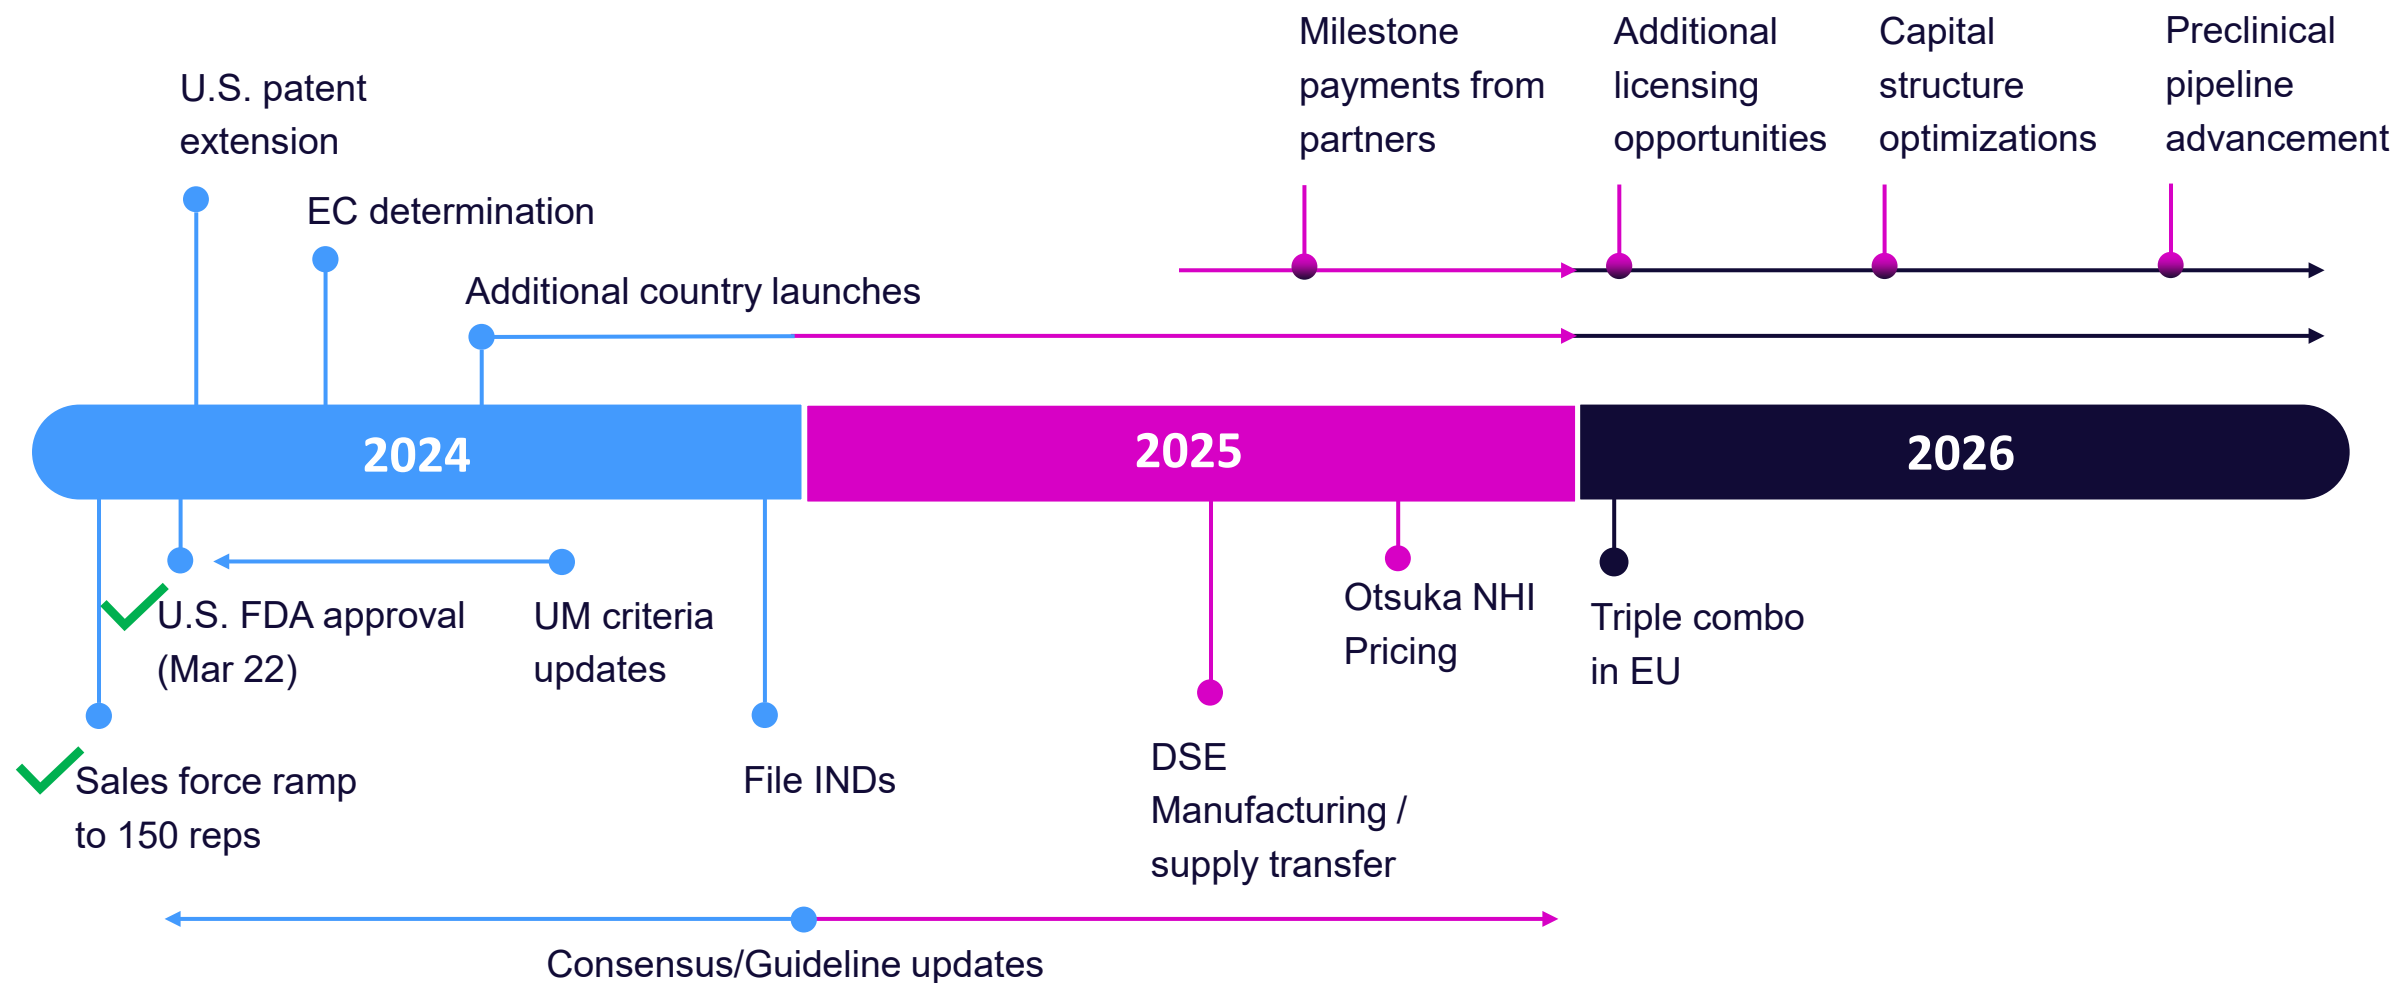 Milestone
payments from
partners
Additional
licensing
opportunities
Capital
structure
optimizations
Preclinical
pipeline
advancement
U.S. patent
extension
EC determination
Additional country launches
2024
2025
2026
U.S. FDA approval
(Mar 22)
UM criteria
updates
Otsuka NHI
Pricing
Triple combo
in EU
Sales force ramp
to 150 reps
File INDs
DSE
Manufacturing /
supply transfer
Consensus/Guideline updates